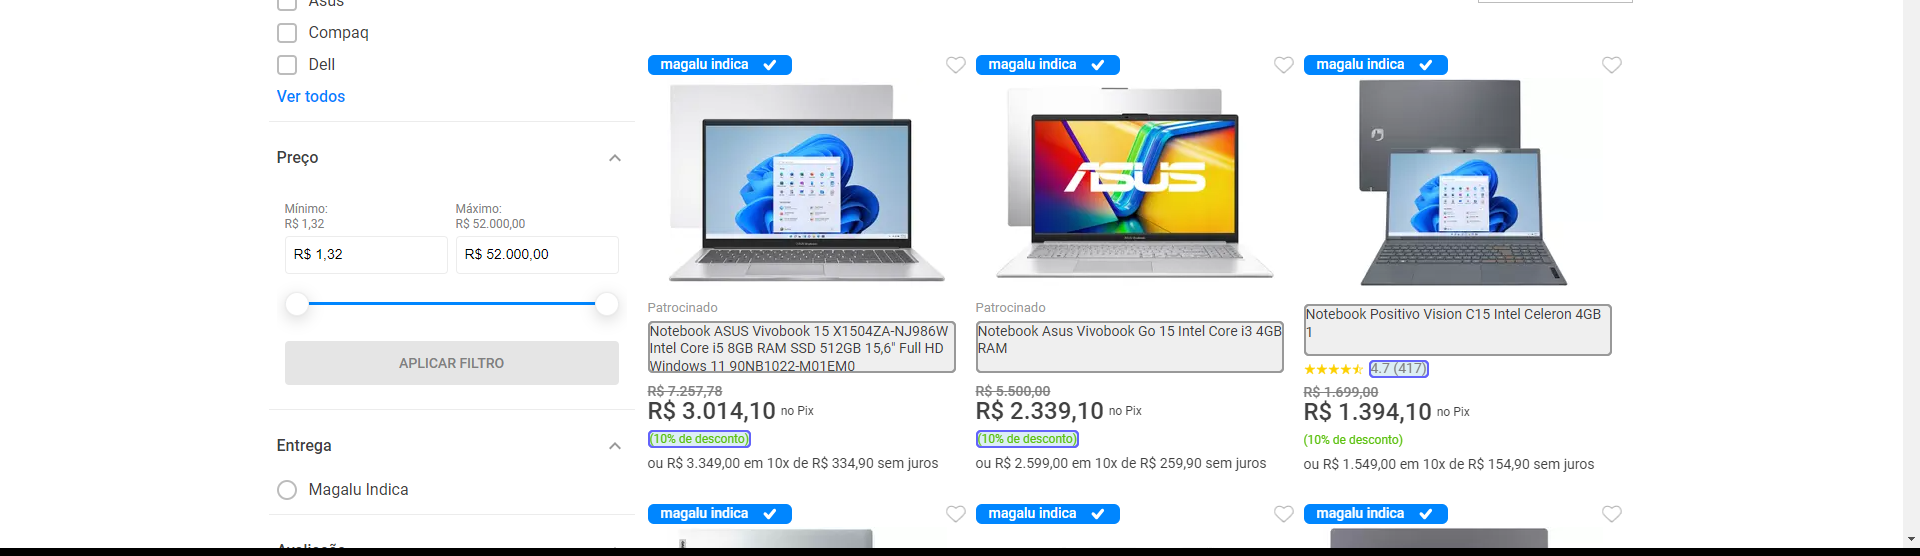 Asus
Compaq
Dell
Ver todos
Preço
Mínimo:
R$ 1,32
Máximo:
R$ 52.000,00
R$ 1,32
R$ 52.000,00
APLICAR FILTRO
Entrega
Magalu Indica
Avaliação
magalu indica
Patrocinado
Notebook ASUS Vivobook 15 X1504ZA-NJ986W
Intel Core i5 8GB RAM SSD 512GB 15,6" Full HD
Windows 11 90NB1022-M01EM0
R$ 7.257,78
R$ 3.014,10 no Pix
(10% de desconto)
ou R$ 3.349,00 em 10x de R$ 334,90 sem juros
magalu indica
ASUS
Patrocinado
Notebook Asus Vivobook Go 15 Intel Core i3 4GB
RAM
R$ 5.500,00
R$ 2.339,10 no Pix
(10% de desconto)
ou R$ 2.599,00 em 10x de R$ 259,90 sem juros
magalu indica
Notebook Positivo Vision C15 Intel Celeron 4GB
1
4.7 (417)
R$ 1.699,00
R$ 1.394,10 no Pix
(10% de desconto)
ou R$ 1.549,00 em 10x de R$ 154,90 sem juros
magalu indica
magalu indica
magalu indica